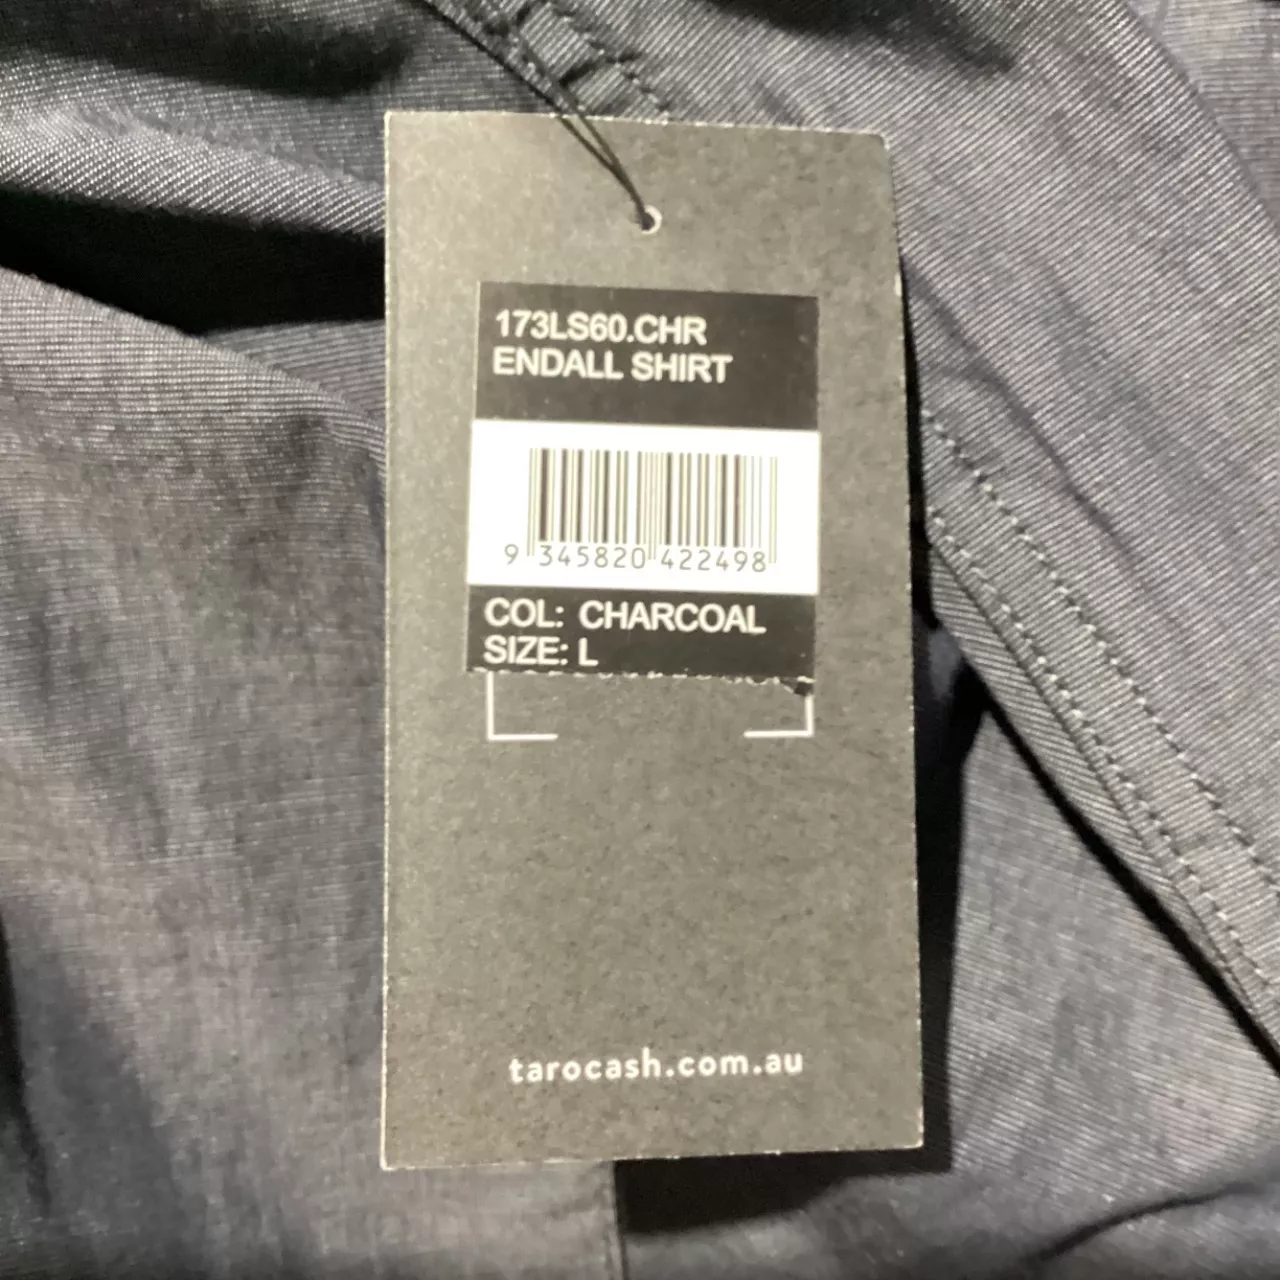 173LS60.CHR
ENDALL SHIRT
9 345820 422498
COL: CHARCOAL
SIZE: L
tarocash.com.au